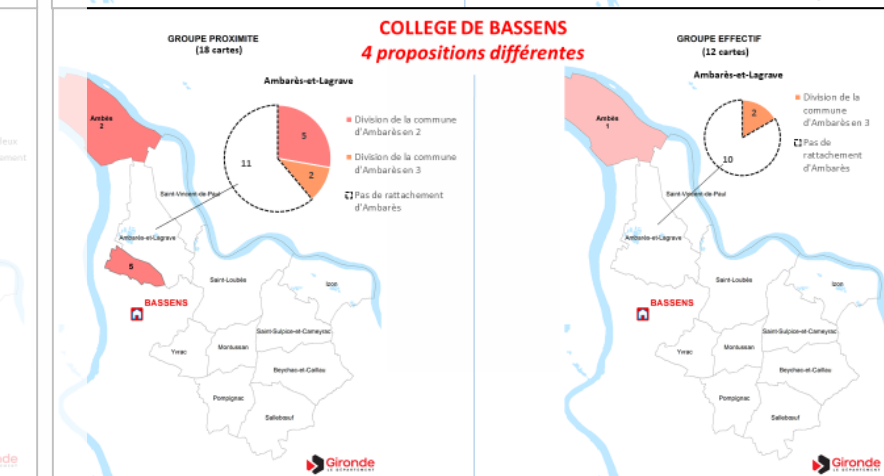 COLLEGE DE BASSENS
4 propositions différentes
GROUPE PROXIMITE
(18 cartes)
Ambarès-et-Lagrave
5
2
11
Division de la commune
d'Ambarès en 2
Division de la commune
d'Ambarès en 3
Pas de rattachement
d'Ambarès
Ambès
2
Saint-Vincent-de-Paul
Ambarès-et-Lagrave
5
BASSENS
Saint-Loubès
Izon
Saint-Sulpice-et-Cameyrac
Yvrac
Montussan
Beychac-et-Caillau
Pompignac
Sallebœuf
Gironde
LE DÉPARTEMENT
GROUPE EFFECTIF
(12 cartes)
Ambarès-et-Lagrave
2
10
Division de la
commune
d'Ambarès en 3
Pas de
rattachement
d'Ambarès
Ambès
1
Saint-Vincent-de-Paul
Ambarès-et-Lagrave
BASSENS
Saint-Loubès
Izon
Saint-Sulpice-et-Cameyrac
Yvrac
Montussan
Beychac-et-Caillau
Pompignac
Sallebœuf
Gironde
LE DÉPARTEMENT